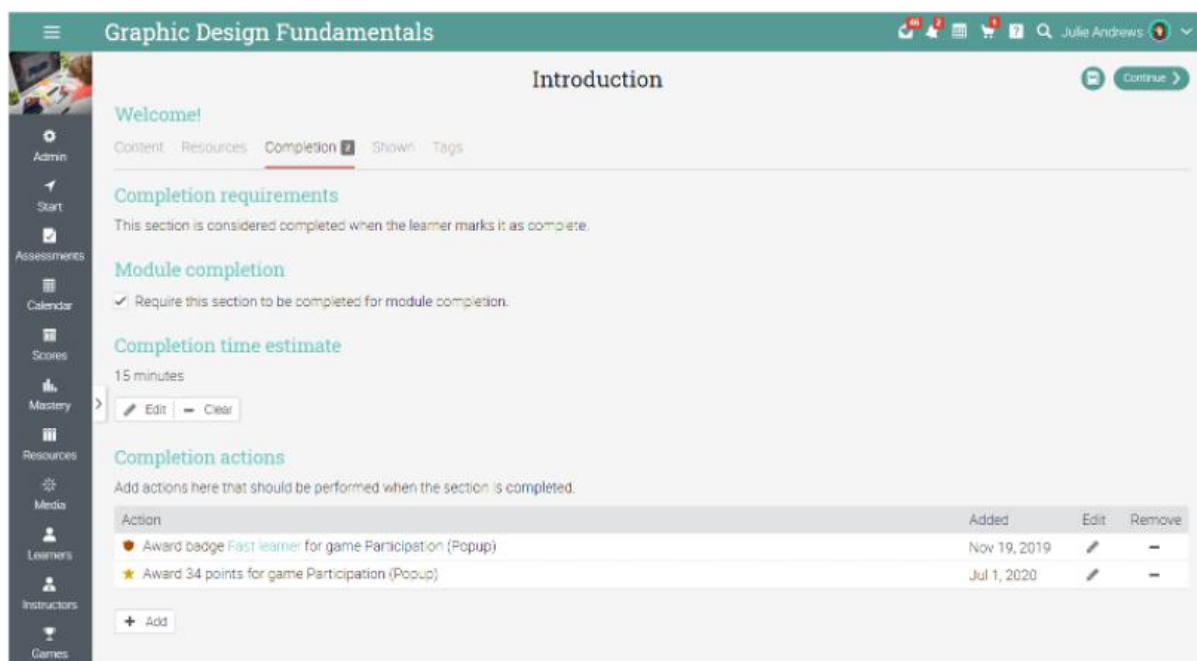 Graphic Design Fundamentals
46 2 1 ? Julie Andrews
Introduction
Continue
Welcome!
Content Resources Completion 2 Shown Tags
Completion requirements
This section is considered completed when the learner marks it as complete.
Module completion
Require this section to be completed for module completion.
Completion time estimate
15 minutes
Edit Clear
Completion actions
Add actions here that should be performed when the section is completed.
Action Added Edit Remove
Award badge Fast learner for game Participation (Popup) Nov 19, 2019
Award 34 points for game Participation (Popup) Jul 1, 2020
+ Add
Admin
Start
Assessments
Calendar
Scores
Mastery
Resources
Media
Learners
Instructors
Games